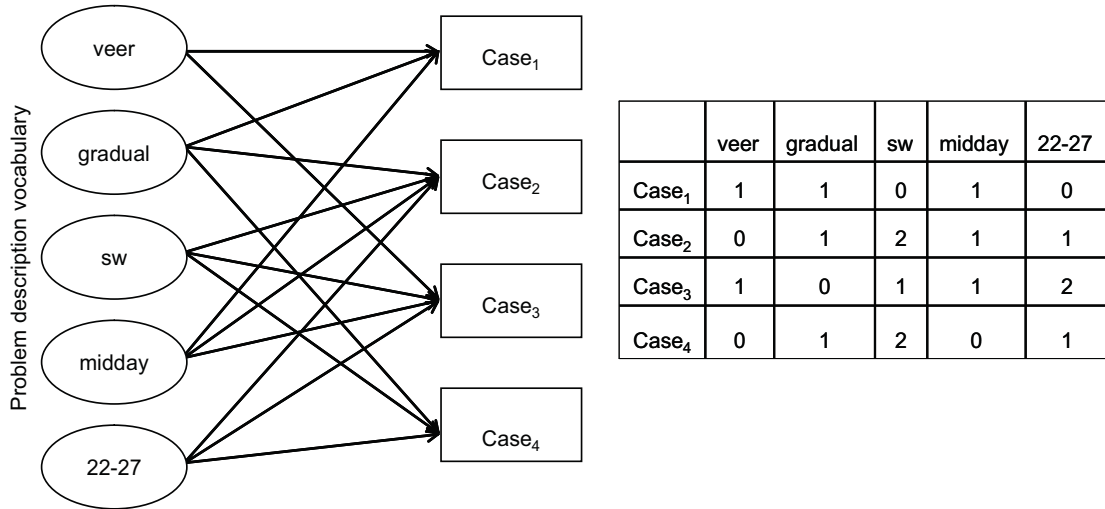 Problem description vocabulary
veer
gradual
sw
midday
22-27
Case₁
Case₂
Case₃
Case₄
veer gradual sw midday 22-27
Case₁ 1 1 0 1 0
Case₂ 0 1 2 1 1
Case₃ 1 0 1 1 2
Case₄ 0 1 2 0 1